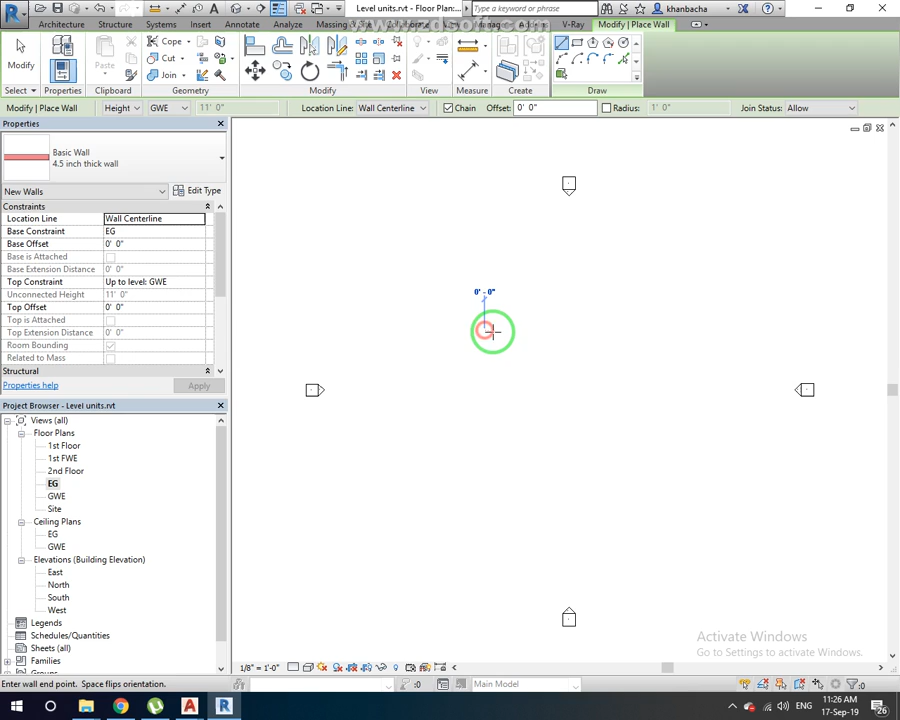 Level units.rvt - Floor Plan:...
Type a keyword or phrase
khanbacha
www.zdsoft.com
Architecture
Structure
Systems
Insert
Annotate
Analyze
Massing & Site
Collaborate
View
Manage
Add-Ins
V-Ray
Modify | Place Wall
Modify
Paste
Cope
Cut
Join
Select
Properties
Clipboard
Geometry
Modify
View
Measure
Create
Draw
Modify | Place Wall
Height
GWE
11' 0"
Location Line:
Wall Centerline
Chain
Offset:
0' 0"
Radius:
1' 0"
Join Status:
Allow
Properties
Basic Wall
4.5 inch thick wall
New Walls
Edit Type
Constraints
Location Line Wall Centerline
Base Constraint EG
Base Offset 0' 0"
Base is Attached
Base Extension Distance 0' 0"
Top Constraint Up to level: GWE
Unconnected Height 11' 0"
Top Offset 0' 0"
Top is Attached
Top Extension Distance 0' 0"
Room Bounding
Related to Mass
Structural
Properties help
Apply
0' - 0"
Project Browser - Level units.rvt
Views (all)
Floor Plans
1st Floor
1st FWE
2nd Floor
EG
GWE
Site
Ceiling Plans
EG
GWE
Elevations (Building Elevation)
East
North
South
West
Legends
Schedules/Quantities
Sheets (all)
Families
Groups
Activate Windows
Go to Settings to activate Windows.
1/8" = 1'-0"
Enter wall end point. Space flips orientation.
:0
Main Model
:0
ENG
11:26 AM
17-Sep-19
26